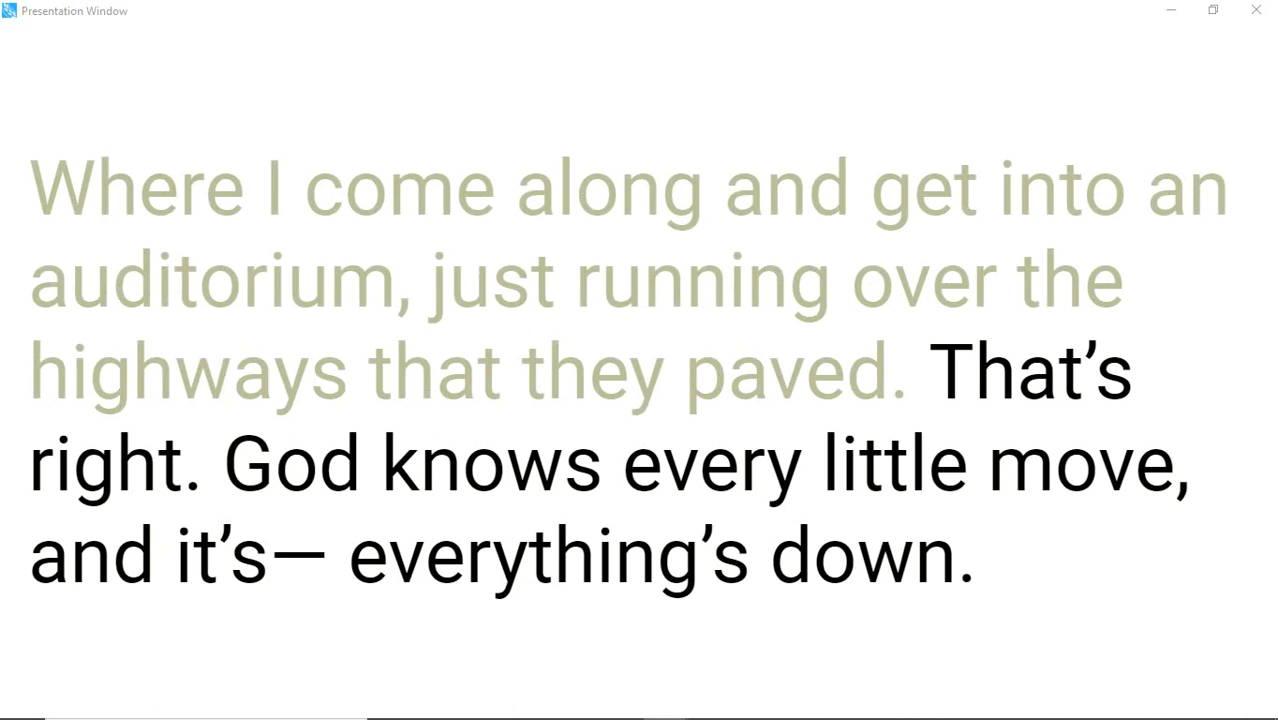 Presentation Window
Where I come along and get into an
auditorium, just running over the
highways that they paved. That’s
right. God knows every little move,
and it’s— everything’s down.